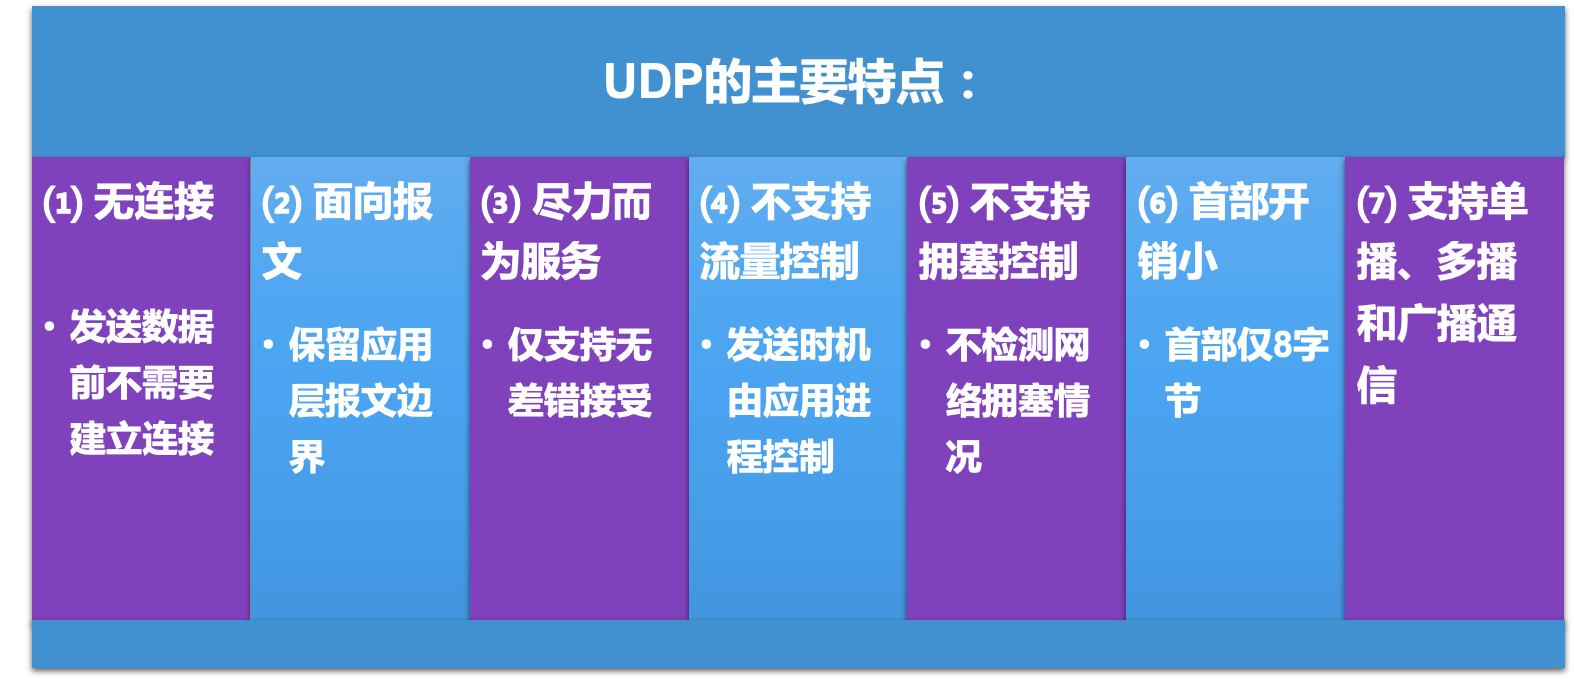 UDP的主要特点：
(1) 无连接
• 发送数据
前不需要
建立连接
(2) 面向报
文
• 保留应用
层报文边
界
(3) 尽力而
为服务
• 仅支持无
差错接受
(4) 不支持
流量控制
• 发送时机
由应用进
程控制
(5) 不支持
拥塞控制
• 不检测网
络拥塞情
况
(6) 首部开
销小
• 首部仅8字
节
(7) 支持单
播、多播
和广播通
信